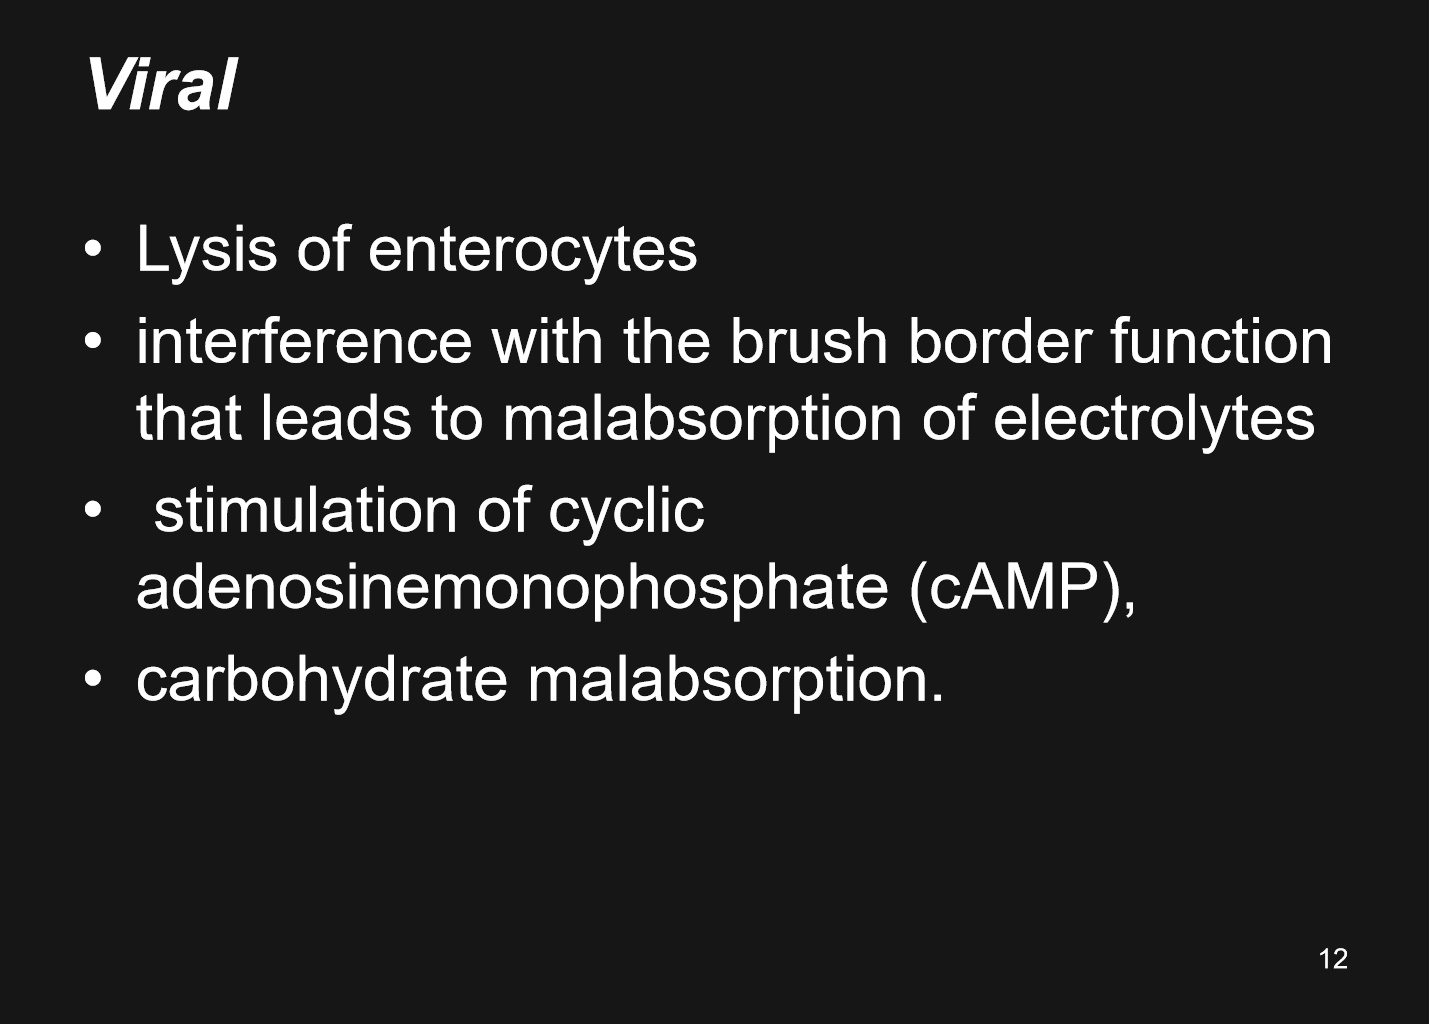 Viral
• Lysis of enterocytes
• interference with the brush border function
that leads to malabsorption of electrolytes
• stimulation of cyclic
adenosinemonophosphate (cAMP),
• carbohydrate malabsorption.
12